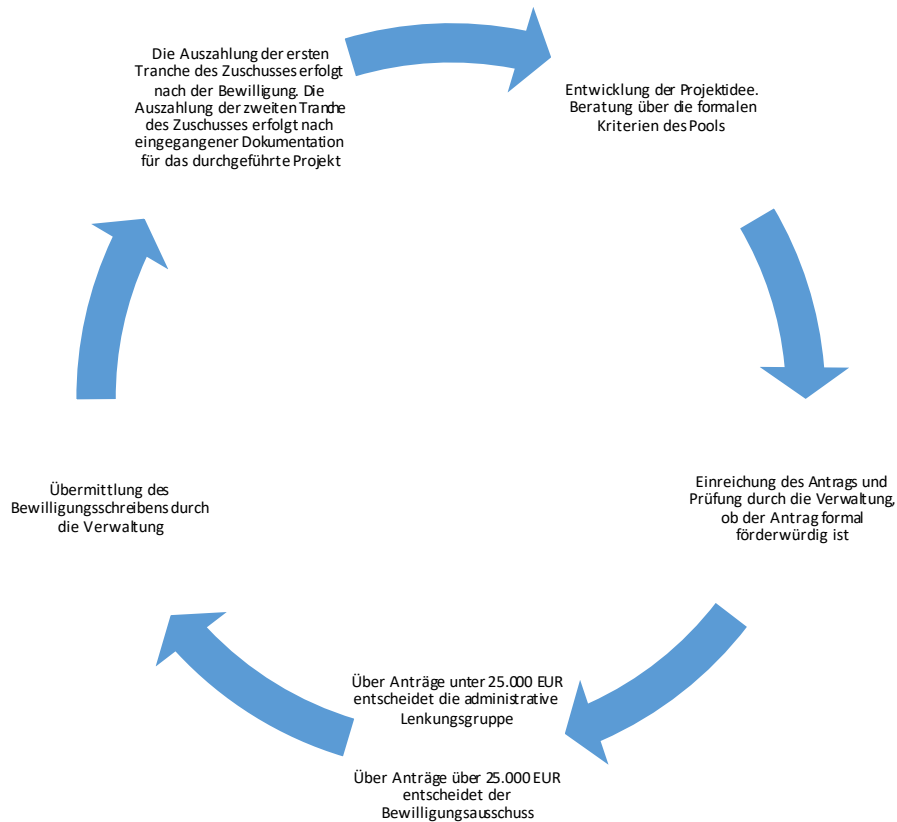 Die Auszahlung der ersten
Tranche des Zuschusses erfolgt
nach der Bewilligung. Die
Auszahlung der zweiten Tranche
des Zuschusses erfolgt nach
eingegangener Dokumentation
für das durchgeführte Projekt
Entwicklung der Projektidee.
Beratung über die formalen
Kriterien des Pools
Einreichung des Antrags und
Prüfung durch die Verwaltung,
ob der Antrag formal
förderwürdig ist
Über Anträge unter 25.000 EUR
entscheidet die administrative
Lenkungsgruppe
Über Anträge über 25.000 EUR
entscheidet der
Bewilligungsausschuss
Übermittlung des
Bewilligungsschreibens durch
die Verwaltung